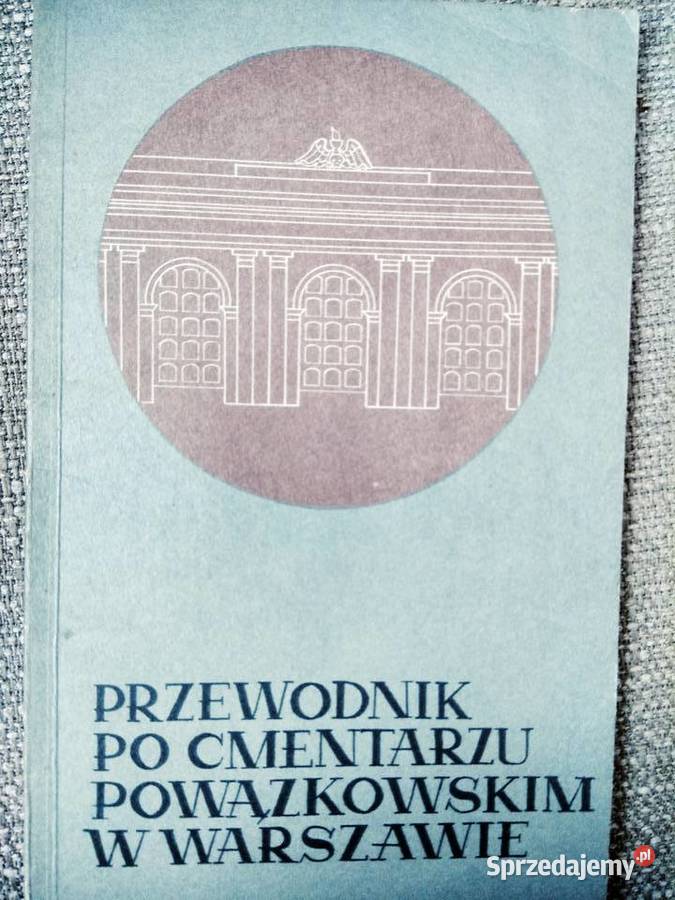 PRZEWODNIK
PO CMENTARZU
POWĄZKOWSKIM
W WARSZAWIE
Sprzedajemy.pl